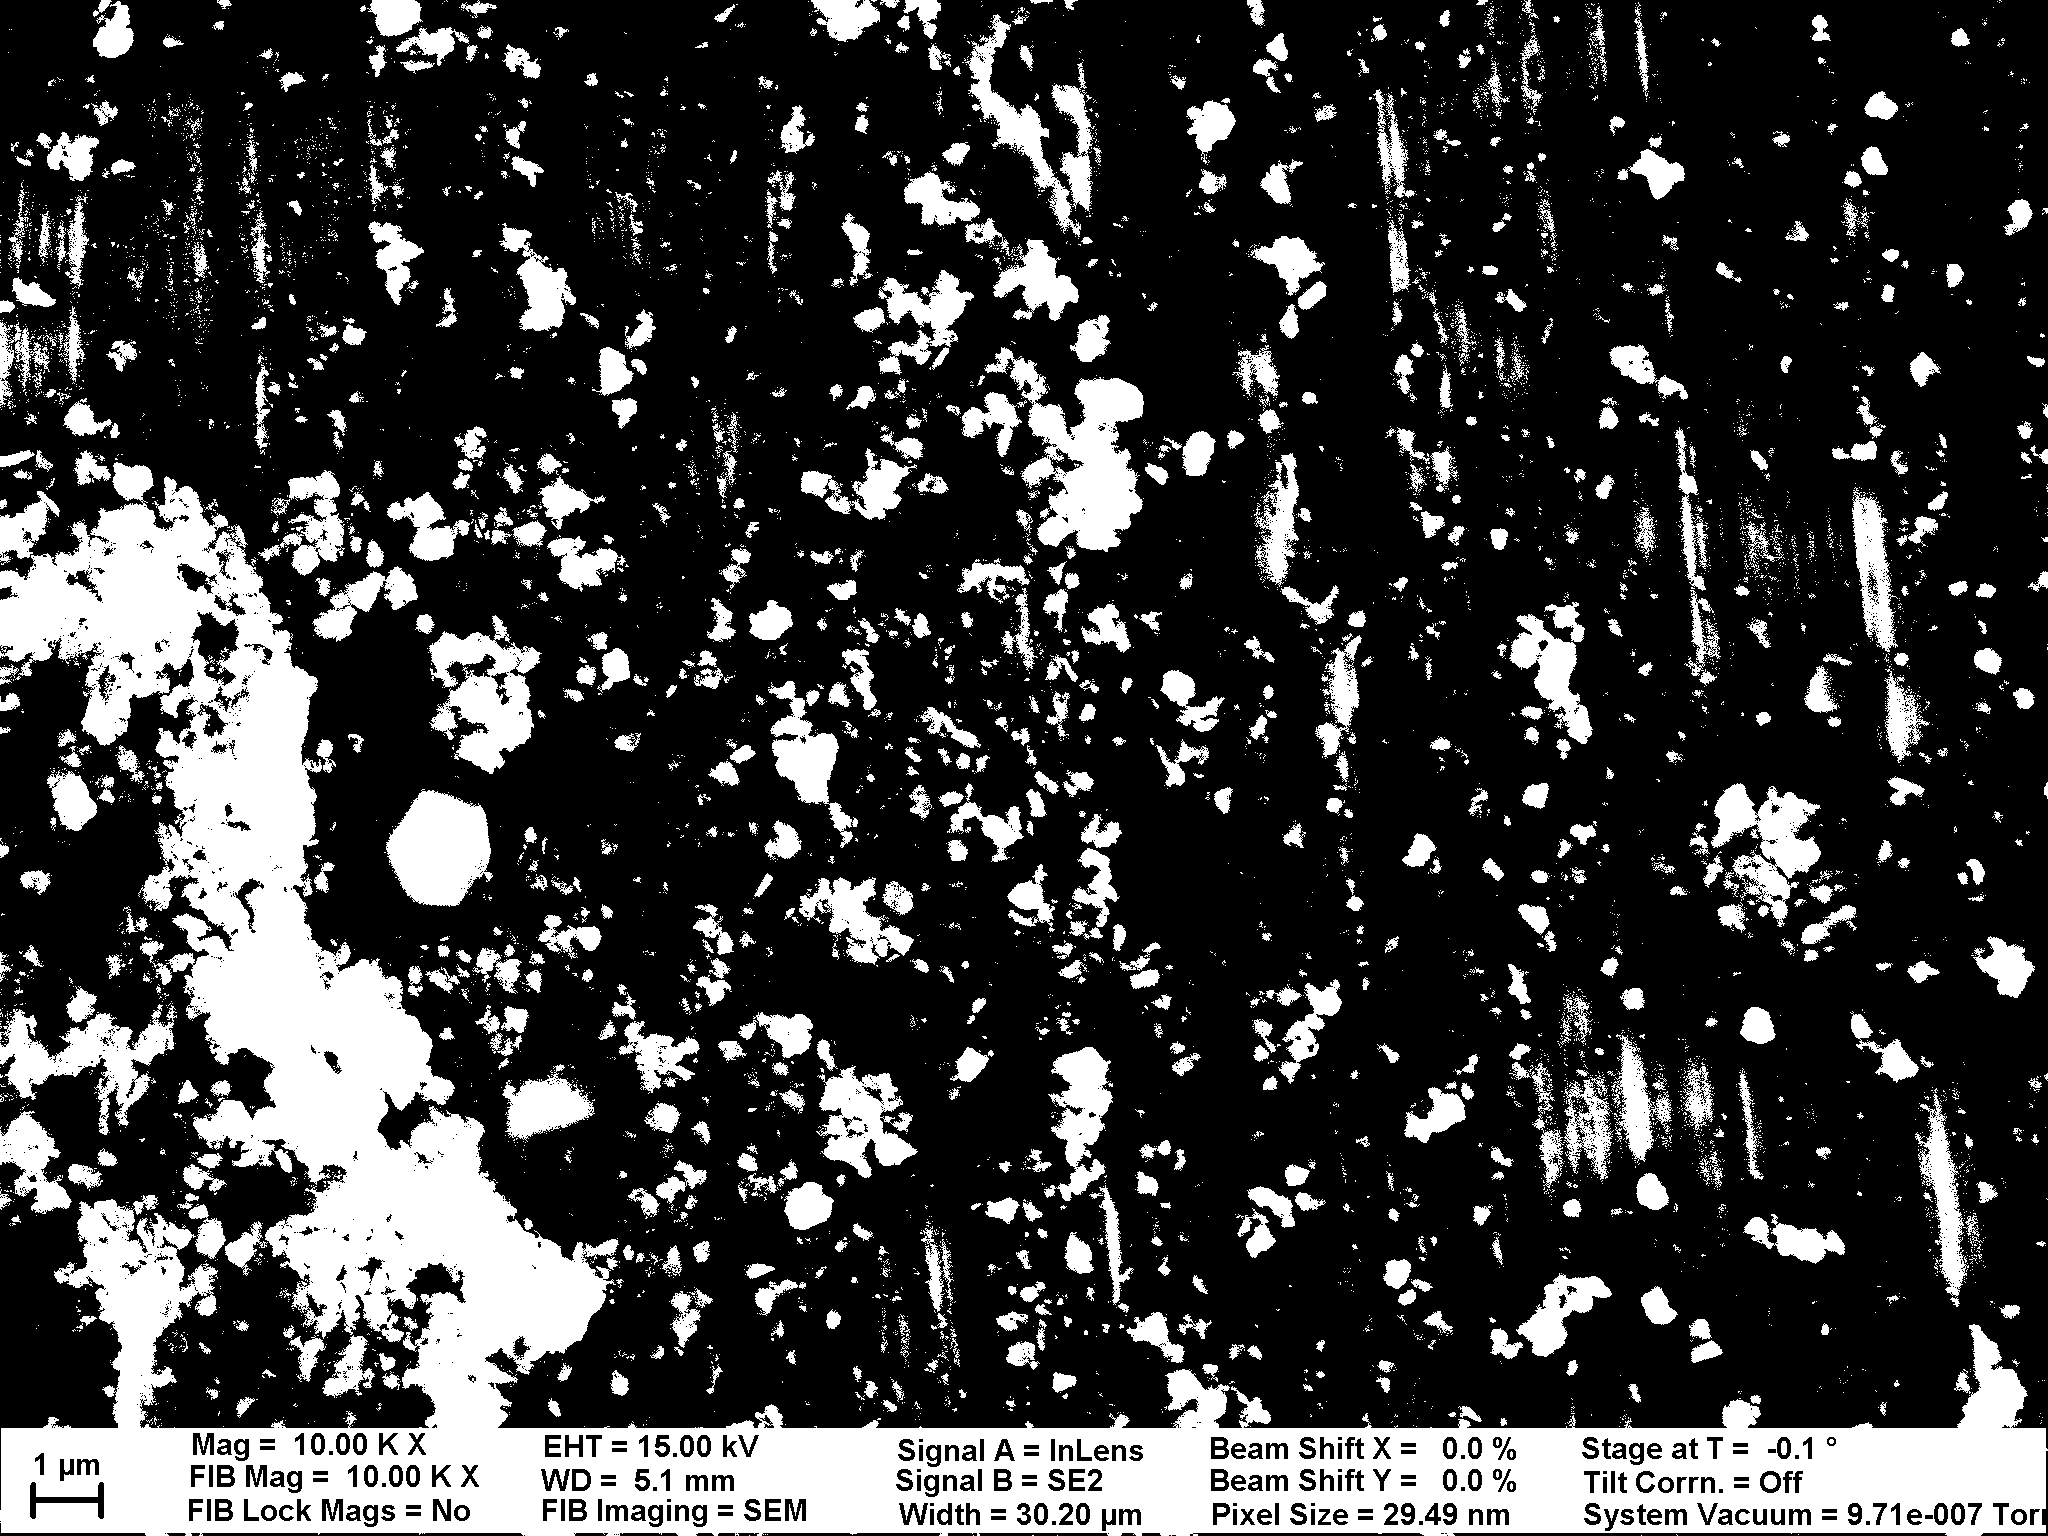 1 µm
Mag = 10.00 K X
FIB Mag = 10.00 K X
FIB Lock Mags = No
EHT = 15.00 kV
WD = 5.1 mm
FIB Imaging = SEM
Signal A = InLens
Signal B = SE2
Width = 30.20 µm
Beam Shift X = 0.0 %
Beam Shift Y = 0.0 %
Pixel Size = 29.49 nm
Stage at T = -0.1 °
Tilt Corrn. = Off
System Vacuum = 9.71e-007 Torr